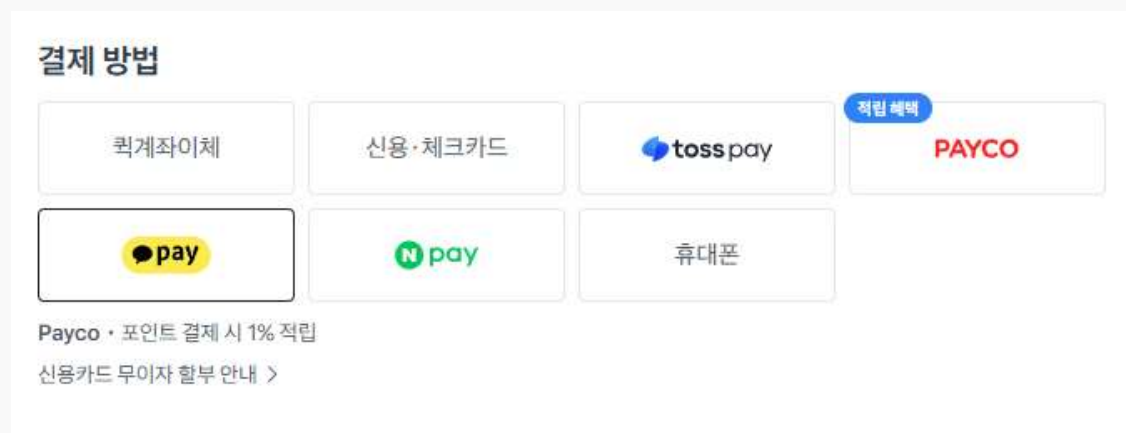 결제 방법
적립 혜택
퀵계좌이체
신용·체크카드
toss pay
PAYCO
pay
N pay
휴대폰
Payco • 포인트 결제 시 1% 적립
신용카드 무이자 할부 안내 >